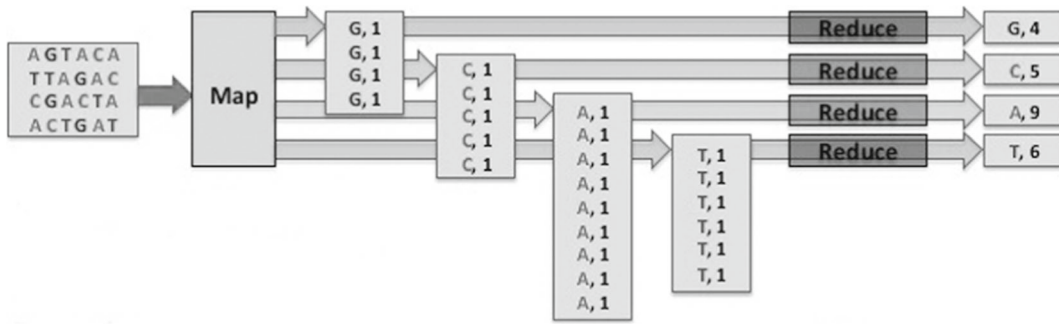 AGTACA
TTAGAC
CGACTA
ACTGAT
Map
G, 1
G, 1
G, 1
G, 1
C, 1
C, 1
C, 1
C, 1
C, 1
A, 1
A, 1
A, 1
A, 1
A, 1
A, 1
A, 1
A, 1
A, 1
T, 1
T, 1
T, 1
T, 1
T, 1
T, 1
Reduce
G, 4
Reduce
C, 5
Reduce
A, 9
Reduce
T, 6